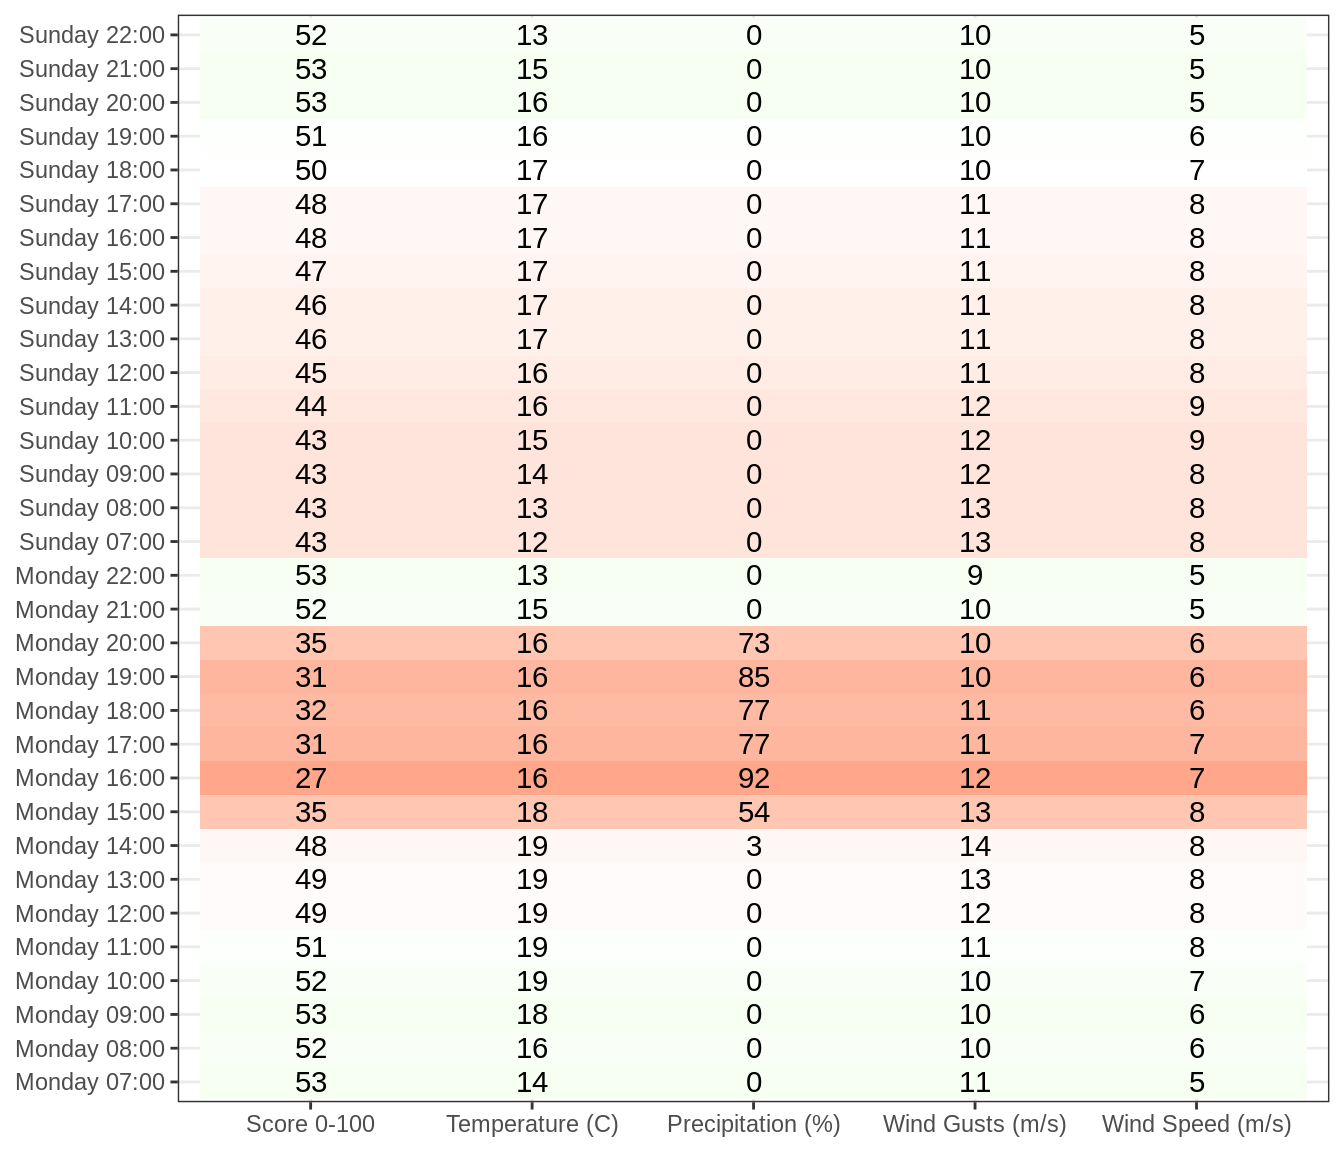 Sunday 22:00 52 13 0 10 5
Sunday 21:00 53 15 0 10 5
Sunday 20:00 53 16 0 10 5
Sunday 19:00 51 16 0 10 6
Sunday 18:00 50 17 0 10 7
Sunday 17:00 48 17 0 11 8
Sunday 16:00 48 17 0 11 8
Sunday 15:00 47 17 0 11 8
Sunday 14:00 46 17 0 11 8
Sunday 13:00 46 17 0 11 8
Sunday 12:00 45 16 0 11 8
Sunday 11:00 44 16 0 12 9
Sunday 10:00 43 15 0 12 9
Sunday 09:00 43 14 0 12 8
Sunday 08:00 43 13 0 13 8
Sunday 07:00 43 12 0 13 8
Monday 22:00 53 13 0 9 5
Monday 21:00 52 15 0 10 5
Monday 20:00 35 16 73 10 6
Monday 19:00 31 16 85 10 6
Monday 18:00 32 16 77 11 6
Monday 17:00 31 16 77 11 7
Monday 16:00 27 16 92 12 7
Monday 15:00 35 18 54 13 8
Monday 14:00 48 19 3 14 8
Monday 13:00 49 19 0 13 8
Monday 12:00 49 19 0 12 8
Monday 11:00 51 19 0 11 8
Monday 10:00 52 19 0 10 7
Monday 09:00 53 18 0 10 6
Monday 08:00 52 16 0 10 6
Monday 07:00 53 14 0 11 5
Score 0-100 Temperature (C) Precipitation (%) Wind Gusts (m/s) Wind Speed (m/s)